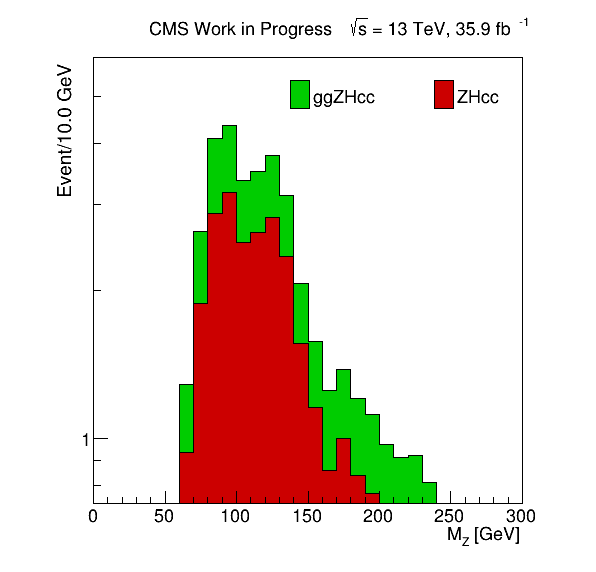 CMS Work in Progress √s = 13 TeV, 35.9 fb -1
Event/10.0 GeV
ggZHcc
ZHcc
1
0 50 100 150 200 250 300
M_Z [GeV]